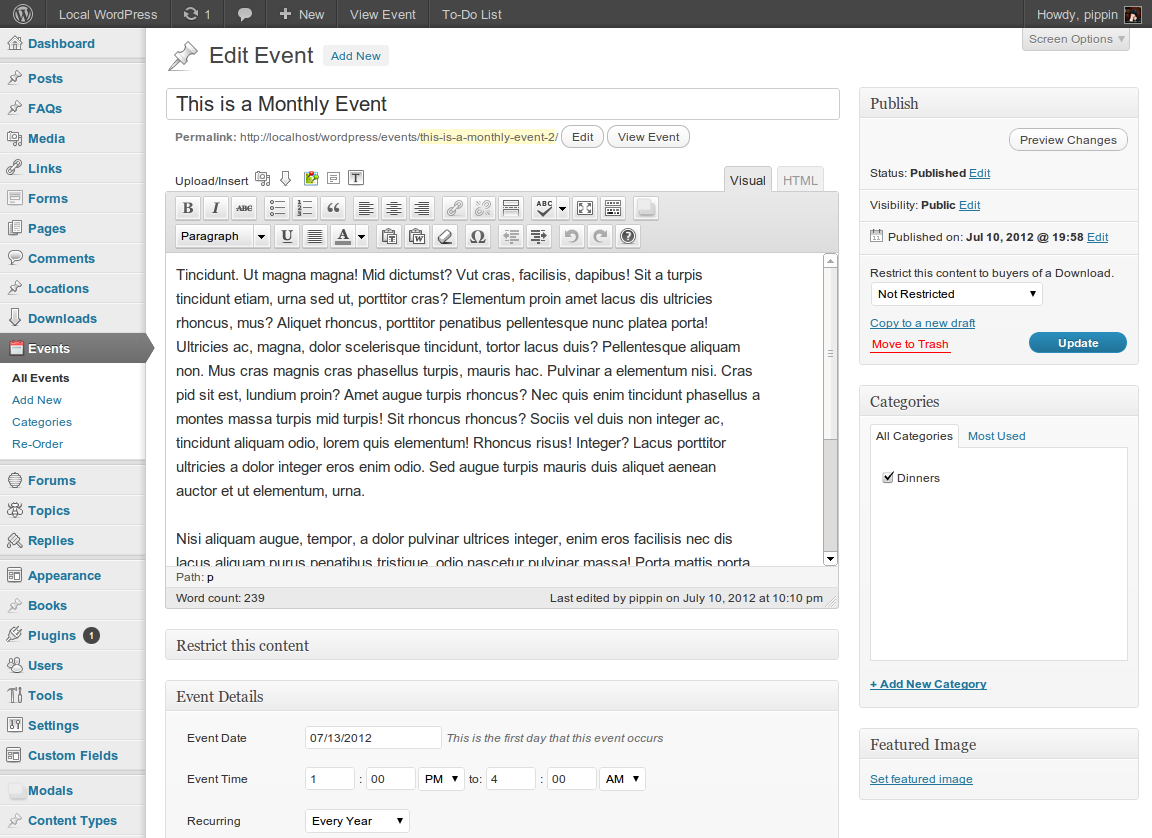 Local WordPress 1 New View Event To-Do List Howdy, pippin
Screen Options
Dashboard
Posts
FAQs
Media
Links
Forms
Pages
Comments
Locations
Downloads
Events
All Events
Add New
Categories
Re-Order
Forums
Topics
Replies
Appearance
Books
Plugins 1
Users
Tools
Settings
Custom Fields
Modals
Content Types
Edit Event Add New
This is a Monthly Event
Permalink: http://localhost/wordpress/events/this-is-a-monthly-event-2/ Edit View Event
Upload/Insert T Visual HTML
B I ABC ABC
Paragraph U A Ω
Tincidunt. Ut magna magna! Mid dictumst? Vut cras, facilisis, dapibus! Sit a turpis
tincidunt etiam, urna sed ut, porttitor cras? Elementum proin amet lacus dis ultricies
rhoncus, mus? Aliquet rhoncus, porttitor penatibus pellentesque nunc platea porta!
Ultricies ac, magna, dolor scelerisque tincidunt, tortor lacus duis? Pellentesque aliquam
non. Mus cras magnis cras phasellus turpis, mauris hac. Pulvinar a elementum nisi. Cras
pid sit est, lundium proin? Amet augue turpis rhoncus? Nec quis enim tincidunt phasellus a
montes massa turpis mid turpis! Sit rhoncus rhoncus? Sociis vel duis non integer ac,
tincidunt aliquam odio, lorem quis elementum! Rhoncus risus! Integer? Lacus porttitor
ultricies a dolor integer eros enim odio. Sed augue turpis mauris duis aliquet aenean
auctor et ut elementum, urna.
Nisi aliquam augue, tempor, a dolor pulvinar ultrices integer, enim eros facilisis nec dis
lacus aliquam purus penatibus tristique, odio nascetur pulvinar massa! Porta mattis porta
Path: p
Word count: 239 Last edited by pippin on July 10, 2012 at 10:10 pm
Restrict this content
Event Details
Event Date 07/13/2012 This is the first day that this event occurs
Event Time 1 : 00 PM to: 4 : 00 AM
Recurring Every Year
Publish
Preview Changes
Status: Published Edit
Visibility: Public Edit
Published on: Jul 10, 2012 @ 19:58 Edit
Restrict this content to buyers of a Download.
Not Restricted
Copy to a new draft
Move to Trash Update
Categories
All Categories Most Used
Dinners
+ Add New Category
Featured Image
Set featured image